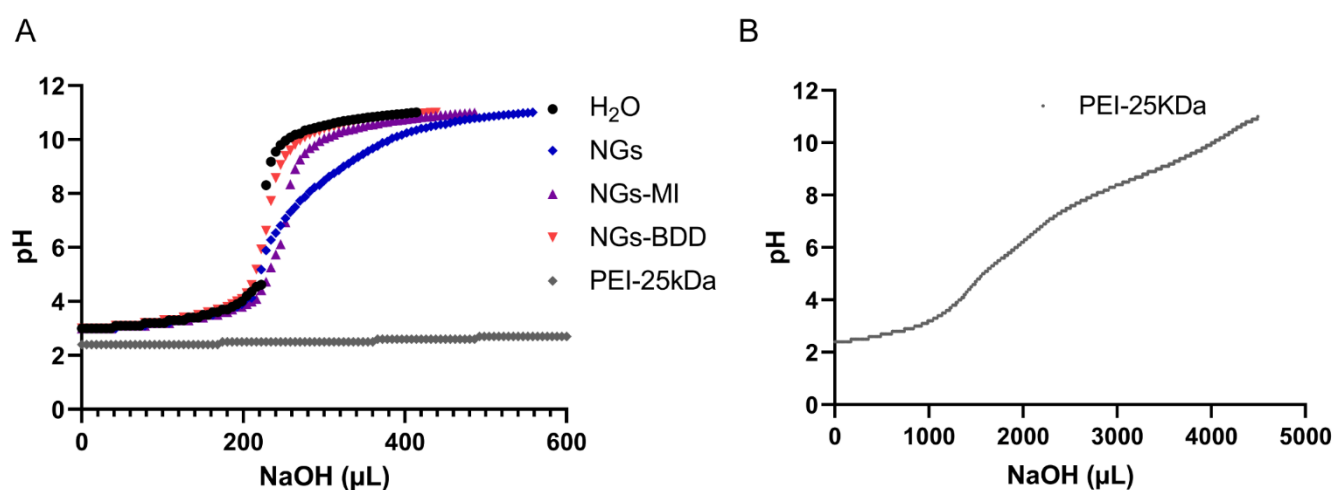 A
12
10
8
6
4
2
0
pH
0
200
400
600
NaOH (µL)
H₂O
NGs
NGs-MI
NGs-BDD
PEI-25kDa
B
12
10
8
6
4
2
0
pH
0
1000
2000
3000
4000
5000
NaOH (µL)
PEI-25KDa